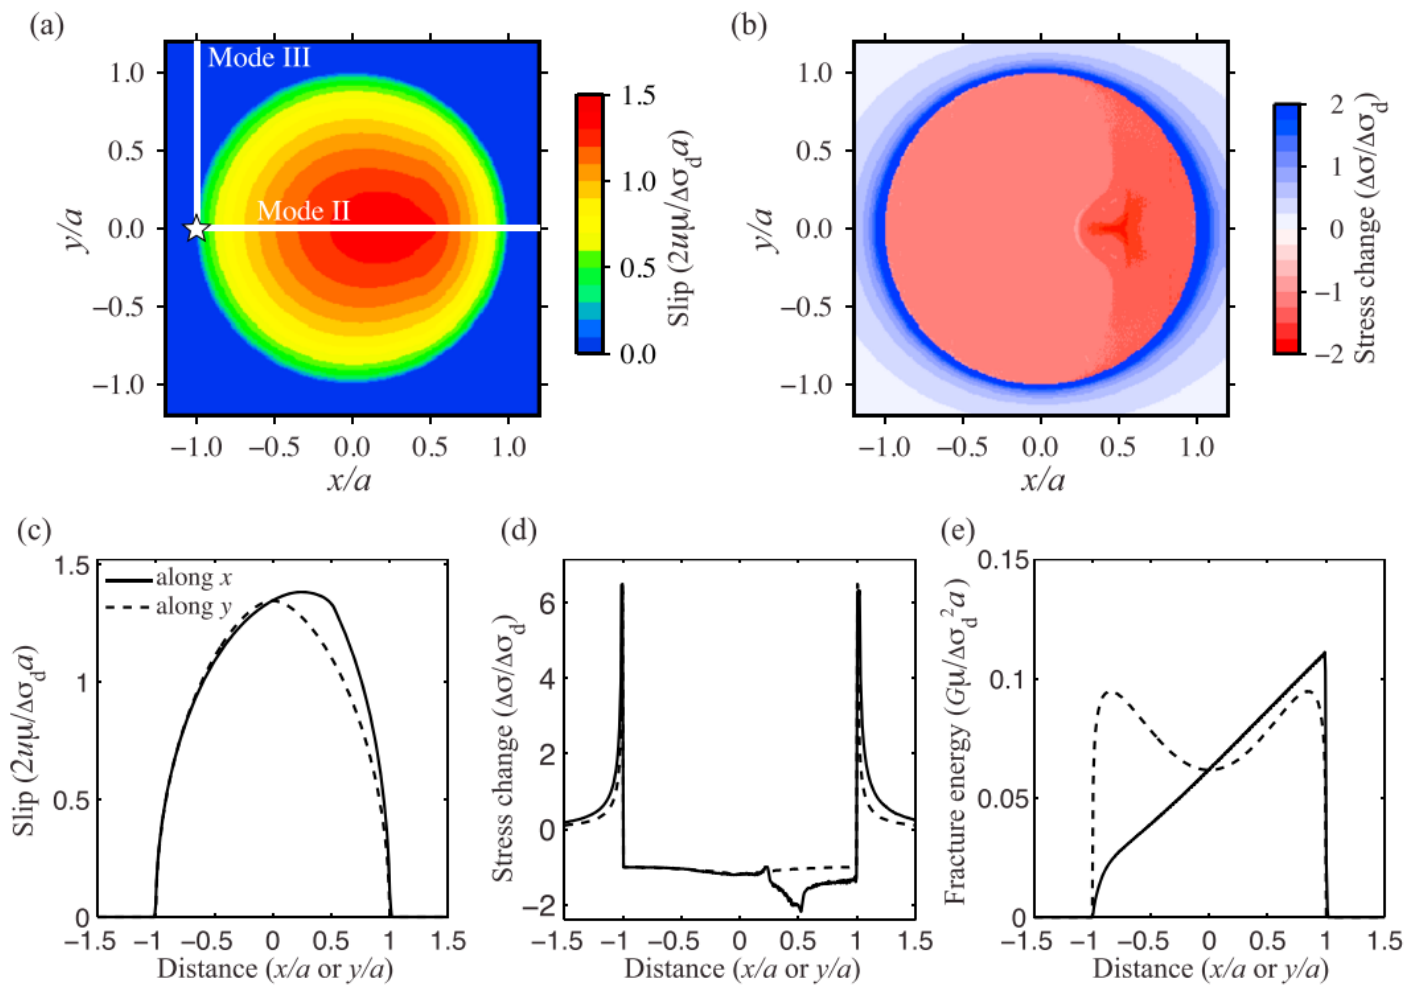 (a)
Mode III
Mode II
1.0
0.5
0.0
−0.5
−1.0
y/a
−1.0 −0.5 0.0 0.5 1.0
x/a
1.5
1.0
0.5
0.0
Slip (2uμ/Δσda)
(b)
1.0
0.5
0.0
−0.5
−1.0
y/a
−1.0 −0.5 0.0 0.5 1.0
x/a
2
1
0
−1
−2
Stress change (Δσ/Δσd)
(c)
along x
along y
1.5
1
0.5
0
Slip (2uμ/Δσda)
−1.5 −1 −0.5 0 0.5 1 1.5
Distance (x/a or y/a)
(d)
6
4
2
0
−2
Stress change (Δσ/Δσd)
−1.5 −1 −0.5 0 0.5 1 1.5
Distance (x/a or y/a)
(e)
0.15
0.1
0.05
0
Fracture energy (Gμ/Δσd²a)
−1.5 −1 −0.5 0 0.5 1 1.5
Distance (x/a or y/a)